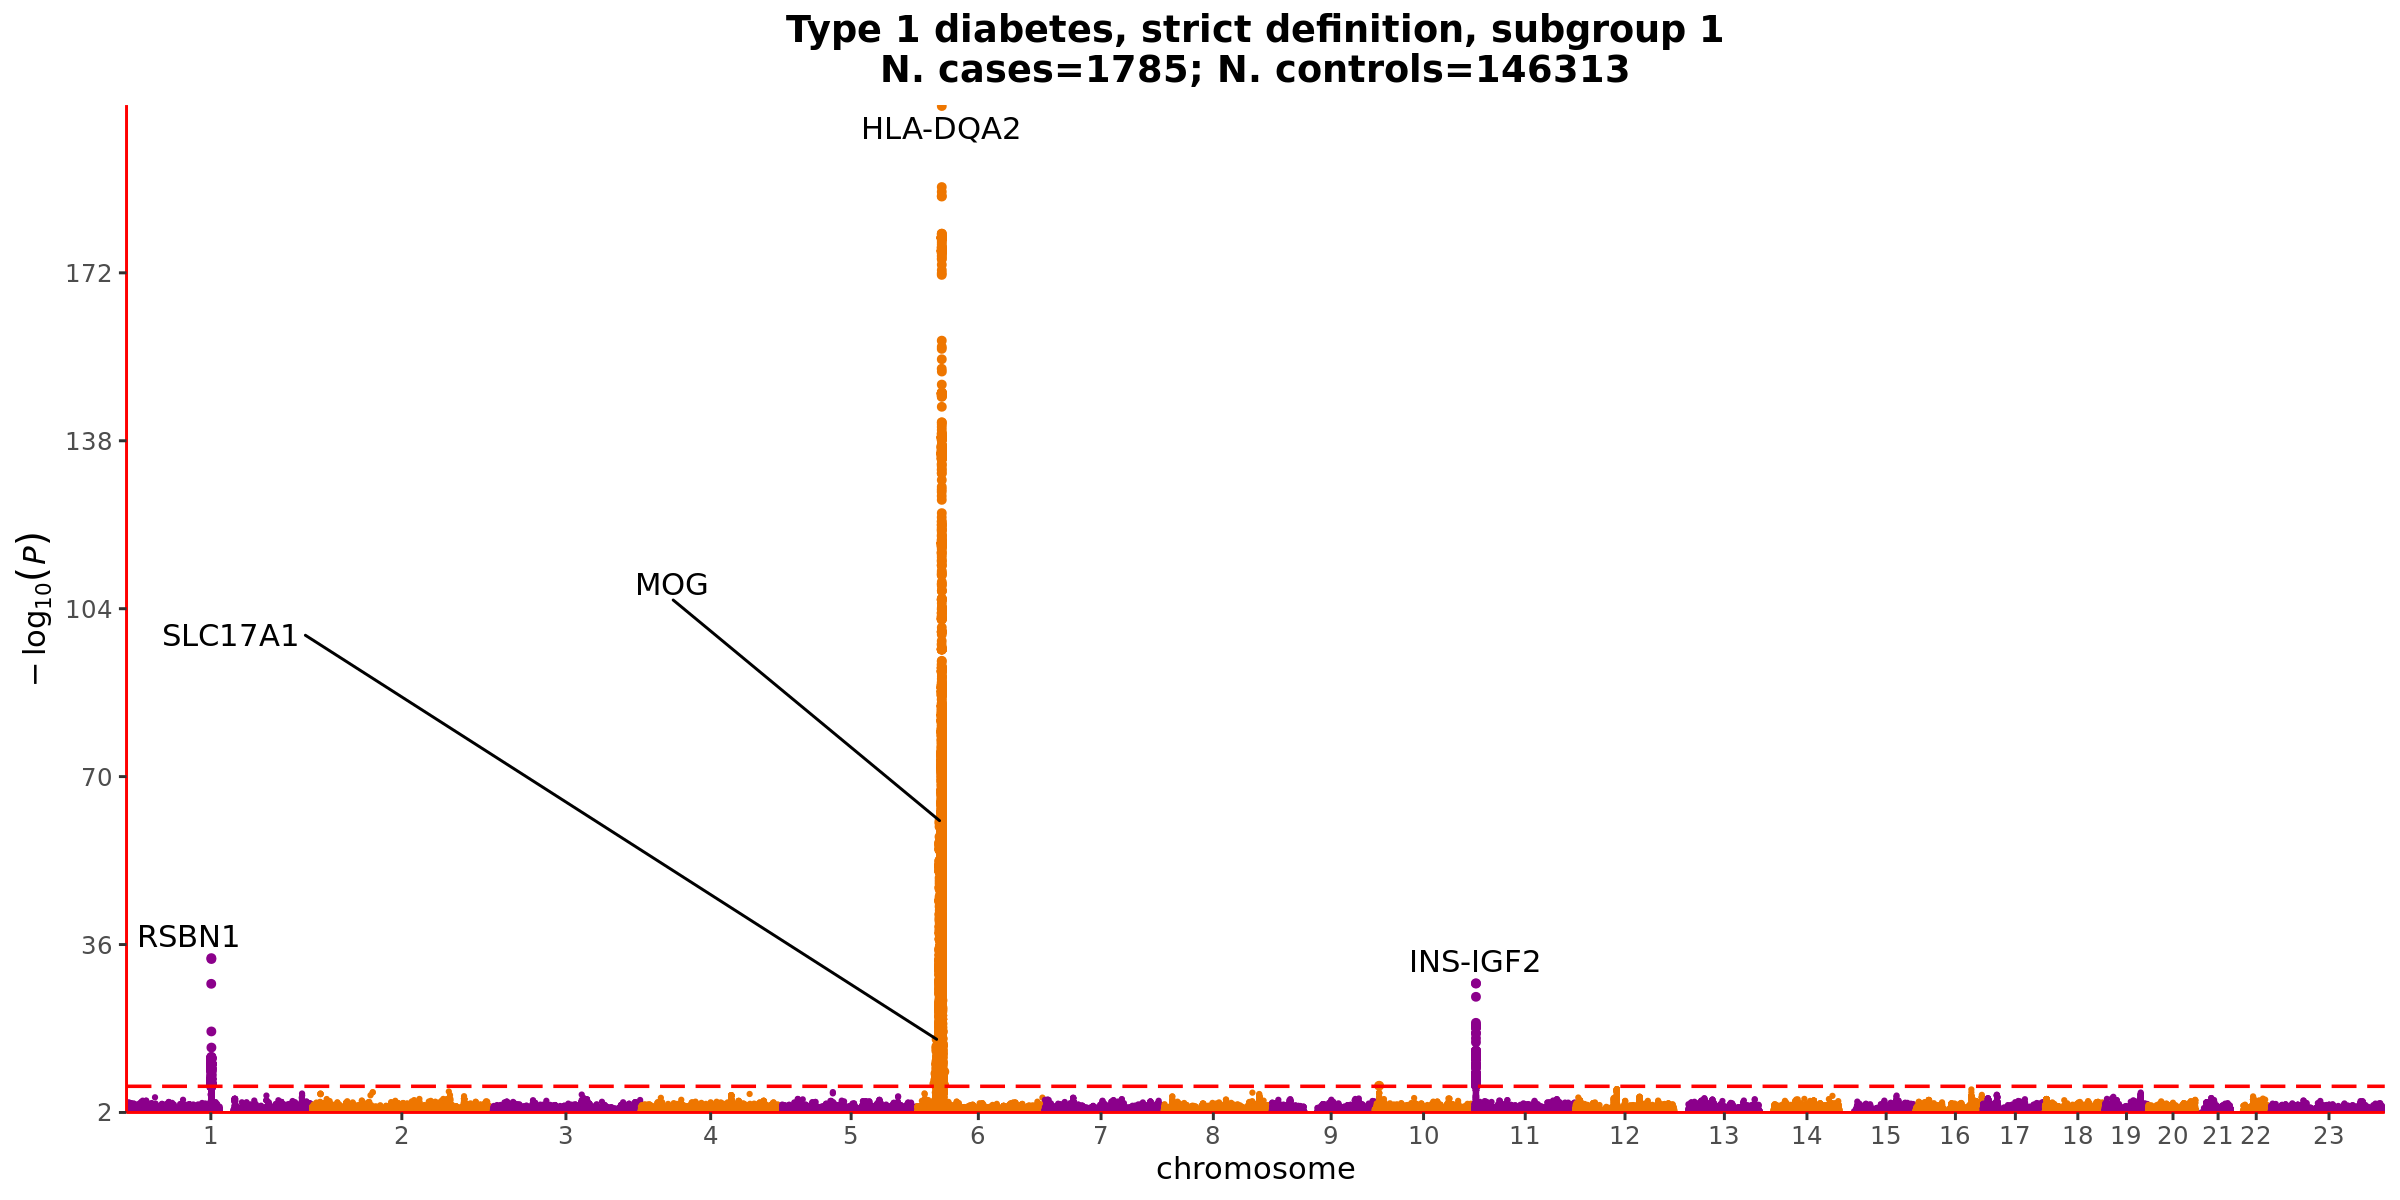 Type 1 diabetes, strict definition, subgroup 1
N. cases=1785; N. controls=146313
HLA-DQA2
172
138
104
70
36
2
−log10(P)
MOG
SLC17A1
RSBN1
INS-IGF2
1 2 3 4 5 6 7 8 9 10 11 12 13 14 15 16 17 18 19 20 21 22 23
chromosome